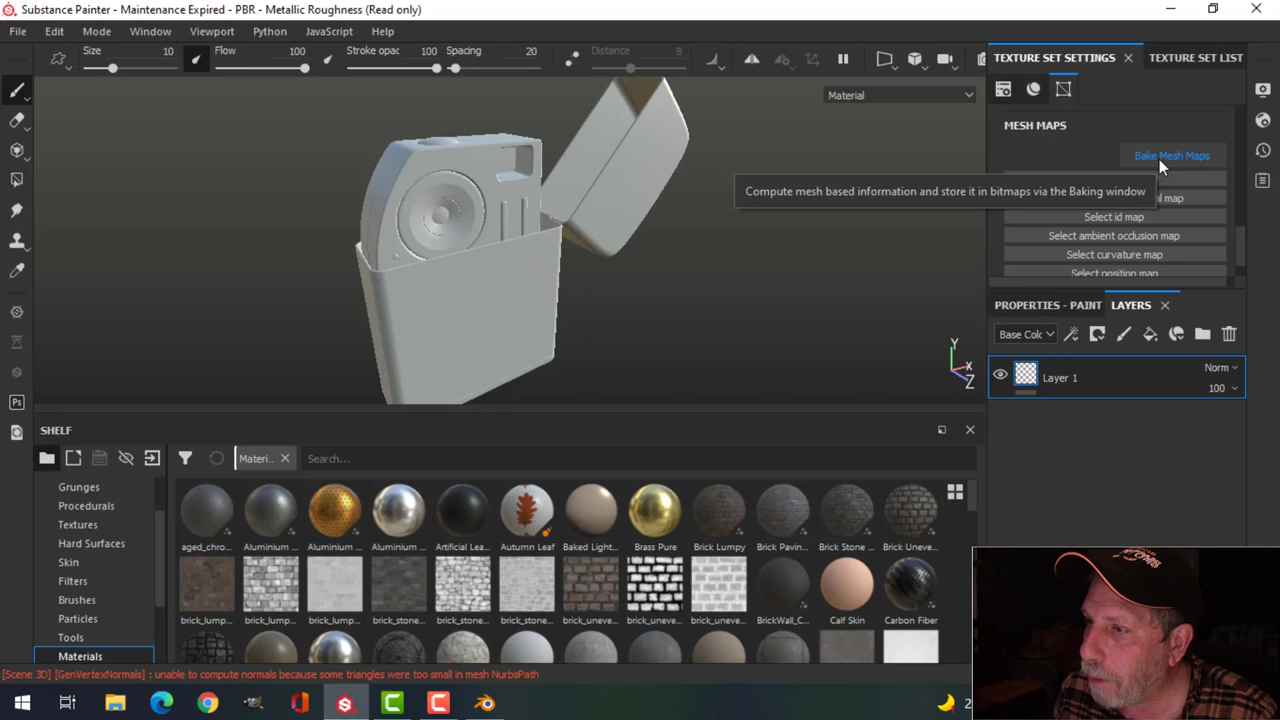 Substance Painter - Maintenance Expired - PBR - Metallic Roughness (Read only)
File Edit Mode Window Viewport Python JavaScript Help
Size 10 Flow 100 Stroke opac 100 Spacing 20 Distance 8
TEXTURE SET SETTINGS TEXTURE SET LIST
Material
MESH MAPS
Bake Mesh Maps
Compute mesh based information and store it in bitmaps via the Baking window
al map
Select id map
Select ambient occlusion map
Select curvature map
Select position map
PROPERTIES - PAINT LAYERS
Base Col
Layer 1 Norm
100
Y
X
Z
SHELF
Materi.. Search...
Grunges
Procedurals
Textures
Hard Surfaces
Skin
Filters
Brushes
Particles
Tools
Materials
aged_chro... Aluminium ... Aluminium ... Aluminium ... Artificial Lea... Autumn Leaf Baked Light... Brass Pure Brick Lumpy Brick Pavin... Brick Stone ... Brick Uneve...
brick_lump... brick_lump... brick_lump... brick_stone... brick_stone... brick_stone... brick_uneve... brick_uneve... brick_uneve... BrickWall_C... Calf Skin Carbon Fiber
[Scene 3D] [GenVertexNormals] : unable to compute normals because some triangles were too small in mesh NurbsPath
Ps
2